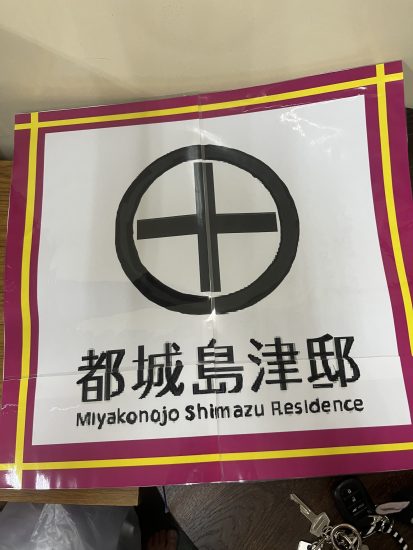 都城島津邸
Miyakonojo Shimazu Residence